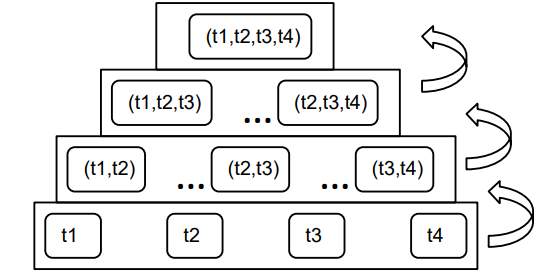 (t1,t2,t3,t4)
(t1,t2,t3) ... (t2,t3,t4)
(t1,t2) ... (t2,t3) ... (t3,t4)
t1 t2 t3 t4